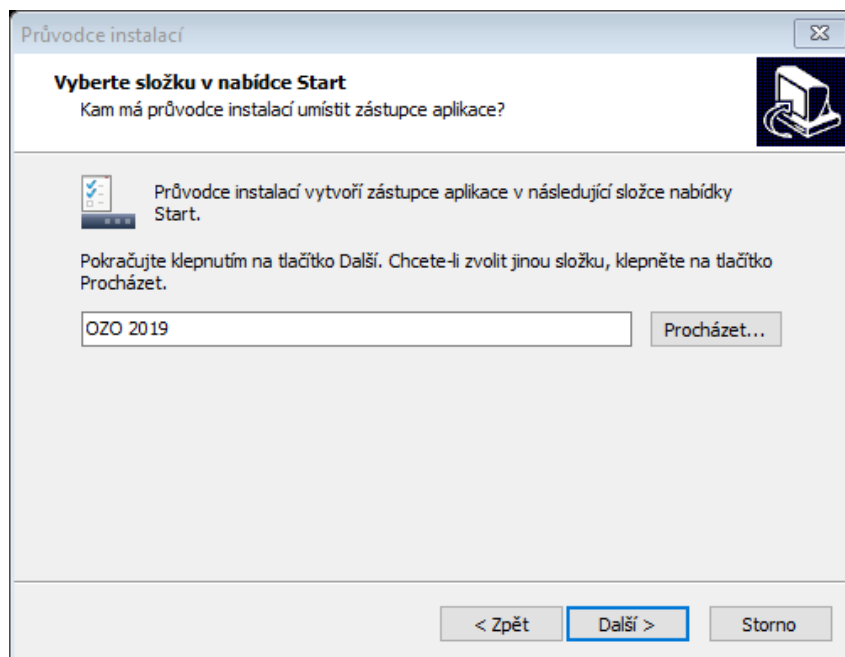 Průvodce instalací
Vyberte složku v nabídce Start
Kam má průvodce instalací umístit zástupce aplikace?
Průvodce instalací vytvoří zástupce aplikace v následující složce nabídky
Start.
Pokračujte klepnutím na tlačítko Další. Chcete-li zvolit jinou složku, klepněte na tlačítko
Procházet.
OZO 2019
Procházet...
< Zpět
Další >
Storno